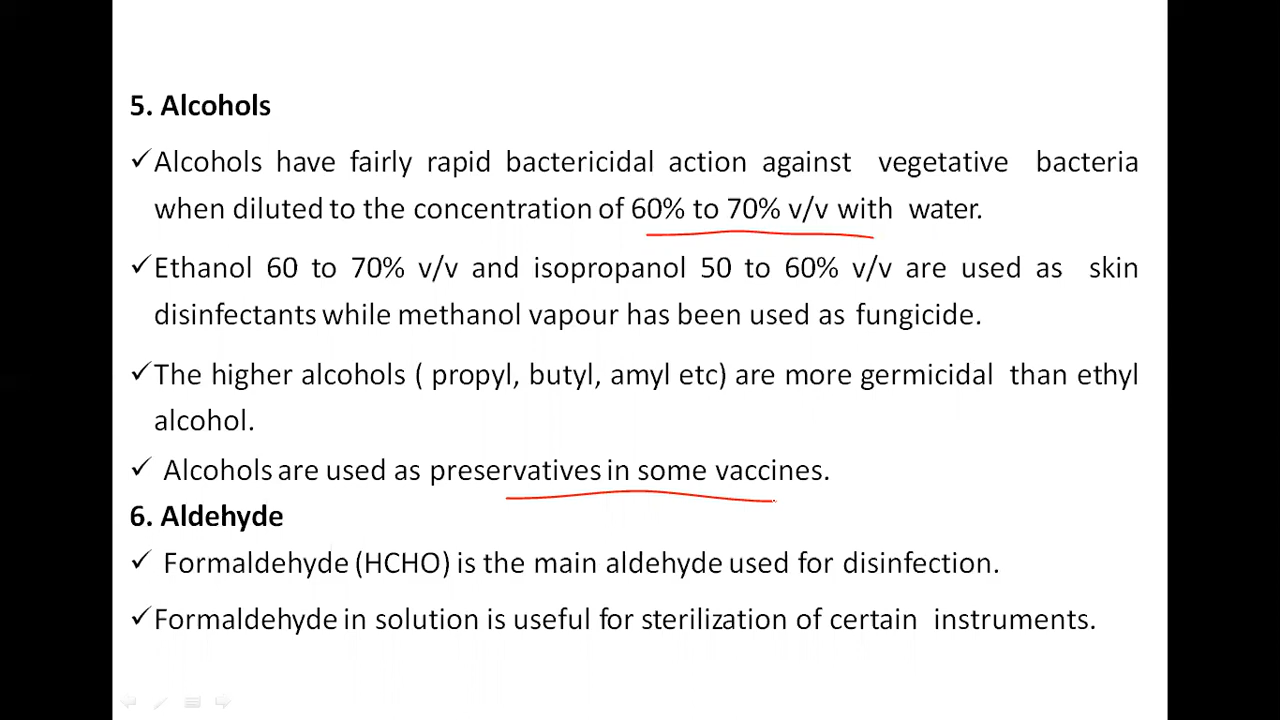 5. Alcohols
✓Alcohols have fairly rapid bactericidal action against vegetative bacteria
when diluted to the concentration of 60% to 70% v/v with water.
✓Ethanol 60 to 70% v/v and isopropanol 50 to 60% v/v are used as skin
disinfectants while methanol vapour has been used as fungicide.
✓The higher alcohols ( propyl, butyl, amyl etc) are more germicidal than ethyl
alcohol.
✓ Alcohols are used as preservatives in some vaccines.
6. Aldehyde
✓ Formaldehyde (HCHO) is the main aldehyde used for disinfection.
✓Formaldehyde in solution is useful for sterilization of certain instruments.